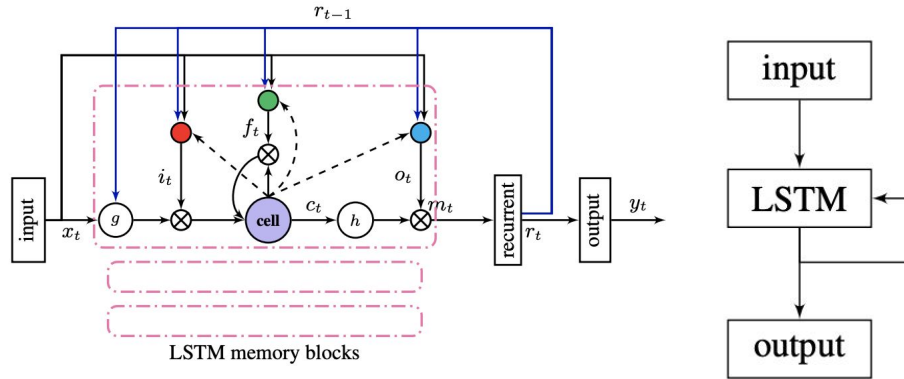 r_{t-1}
f_t
i_t
o_t
input
x_t
g
cell
c_t
h
m_t
recurrent
r_t
output
y_t
LSTM memory blocks
input
LSTM
output